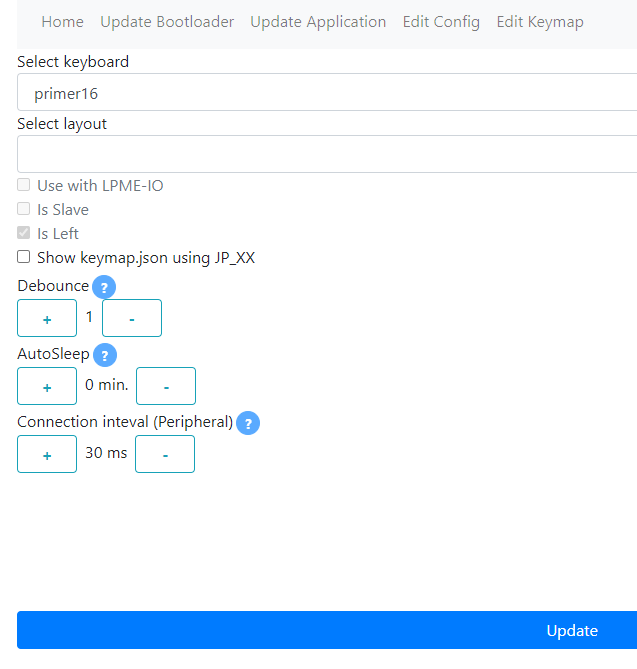 Home Update Bootloader Update Application Edit Config Edit Keymap
Select keyboard
primer16
Select layout
Use with LPME-IO
Is Slave
Is Left
Show keymap.json using JP_XX
Debounce ?
+ 1 -
AutoSleep ?
+ 0 min. -
Connection inteval (Peripheral) ?
+ 30 ms -
Update